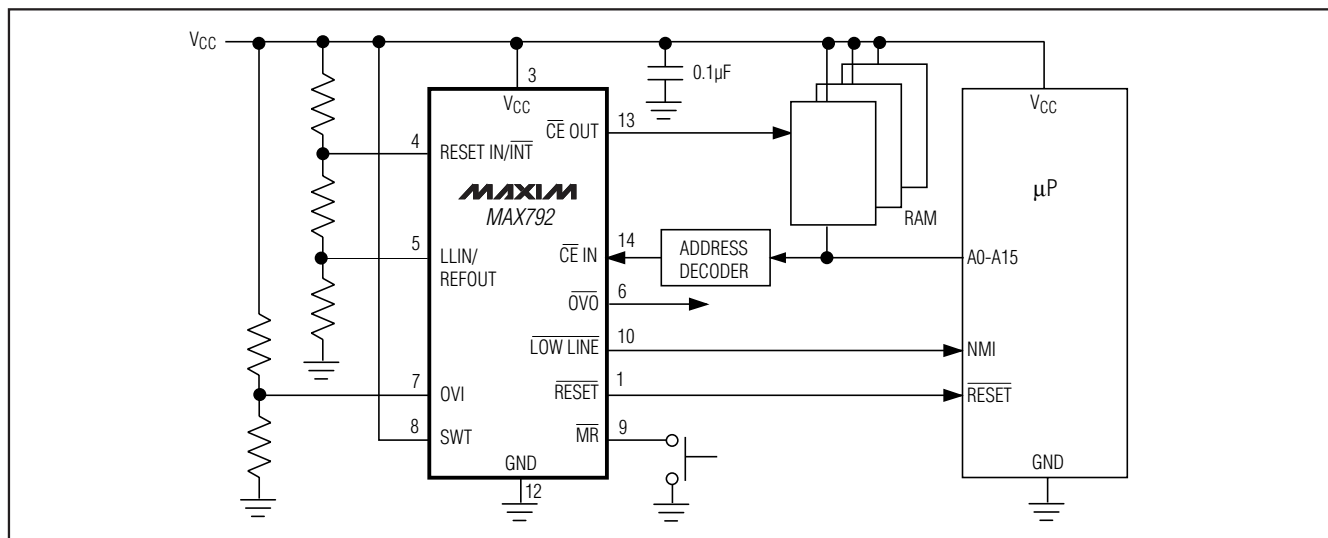 VCC
0.1µF
3
VCC
VCC
CE OUT
13
4
RESET IN/INT
MAXIM
MAX792
µP
RAM
5
LLIN/
REFOUT
CE IN
14
ADDRESS
DECODER
A0-A15
OVO
6
LOW LINE
10
NMI
7
OVI
RESET
1
RESET
8
SWT
MR
9
GND
12
GND